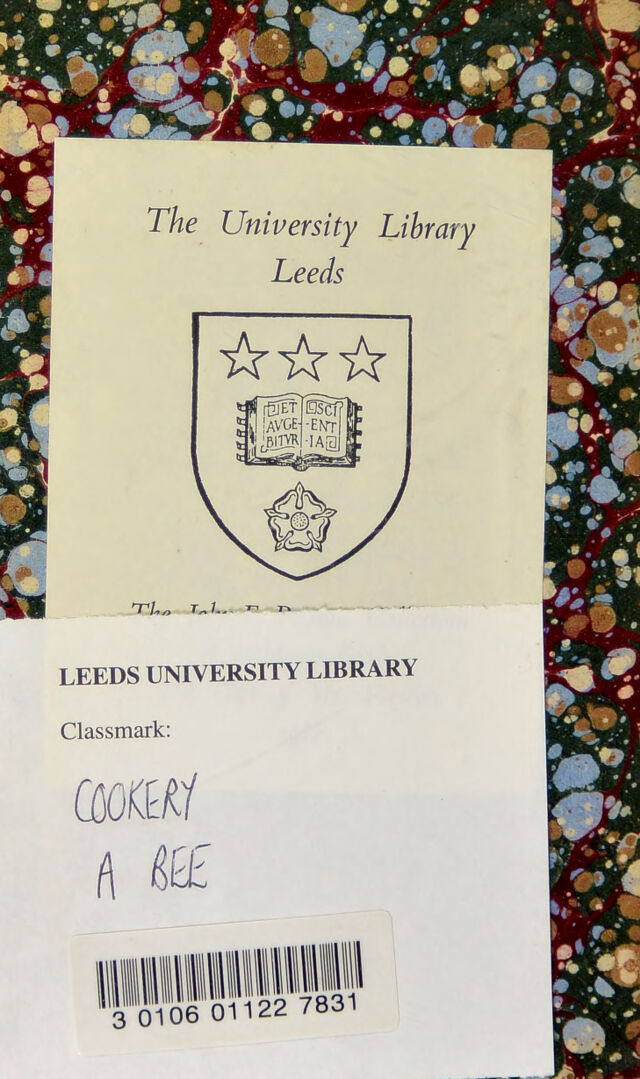 The University Library
Leeds
ET
AVGE-
BITVR
SCI
-ENT
-IA
The
LEEDS UNIVERSITY LIBRARY
Classmark:
COOKERY
A BEE
3 0106 01122 7831